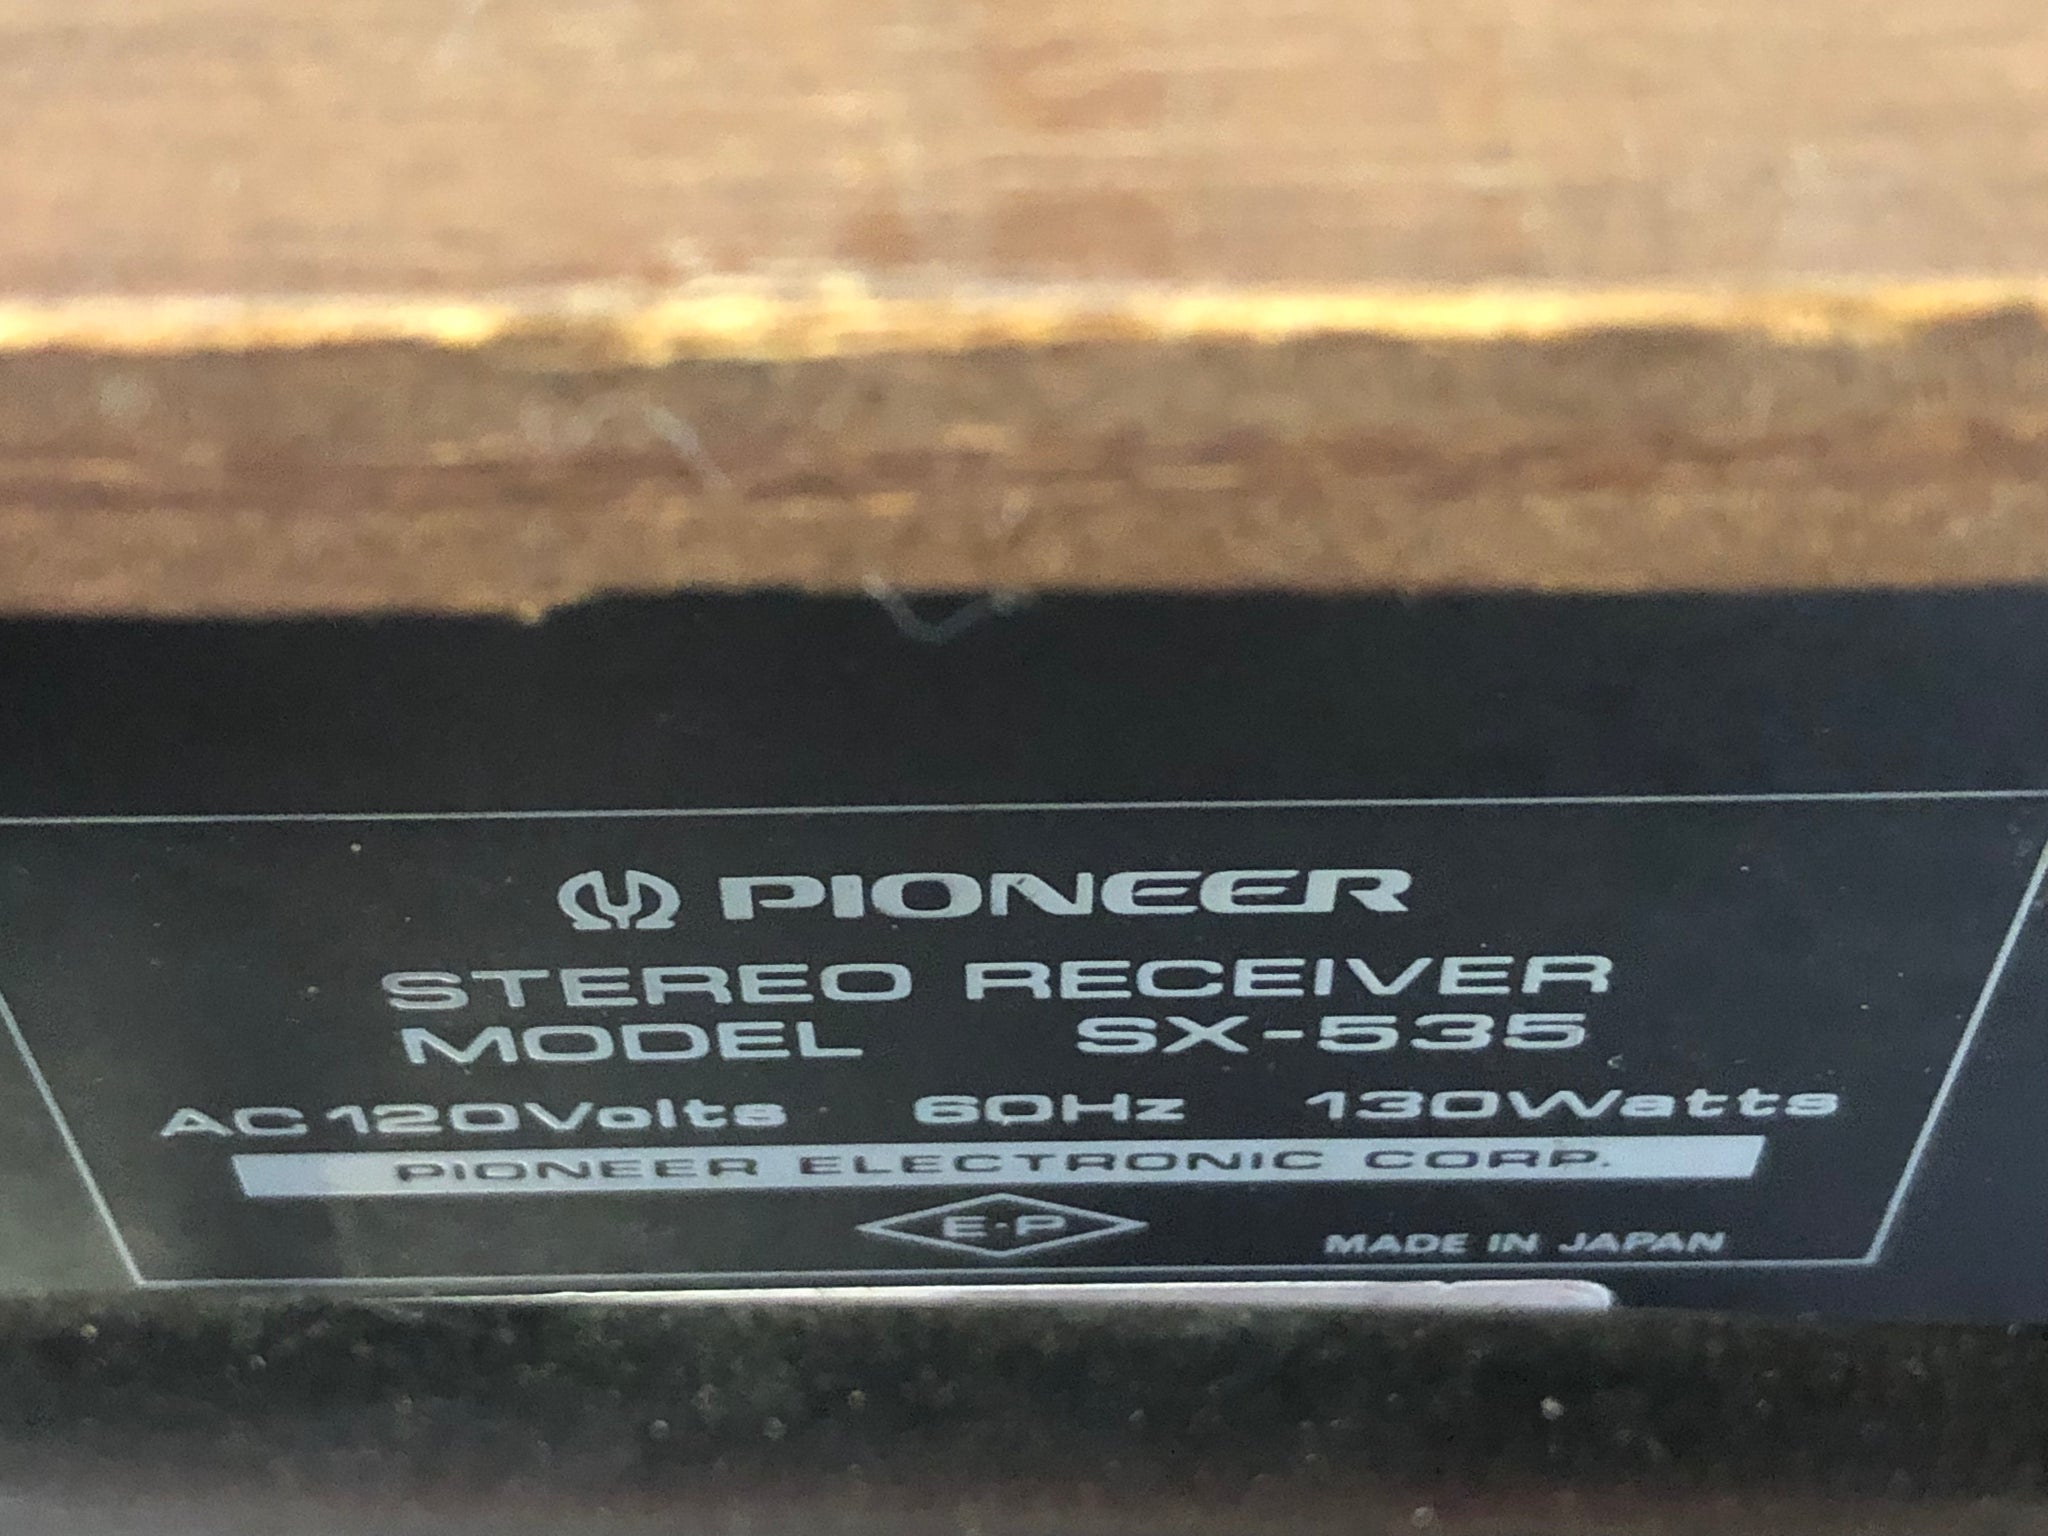 PIONEER
STEREO RECEIVER
MODEL SX-535
AC 120Volts 60Hz 130Watts
PIONEER ELECTRONIC CORP.
E·P
MADE IN JAPAN